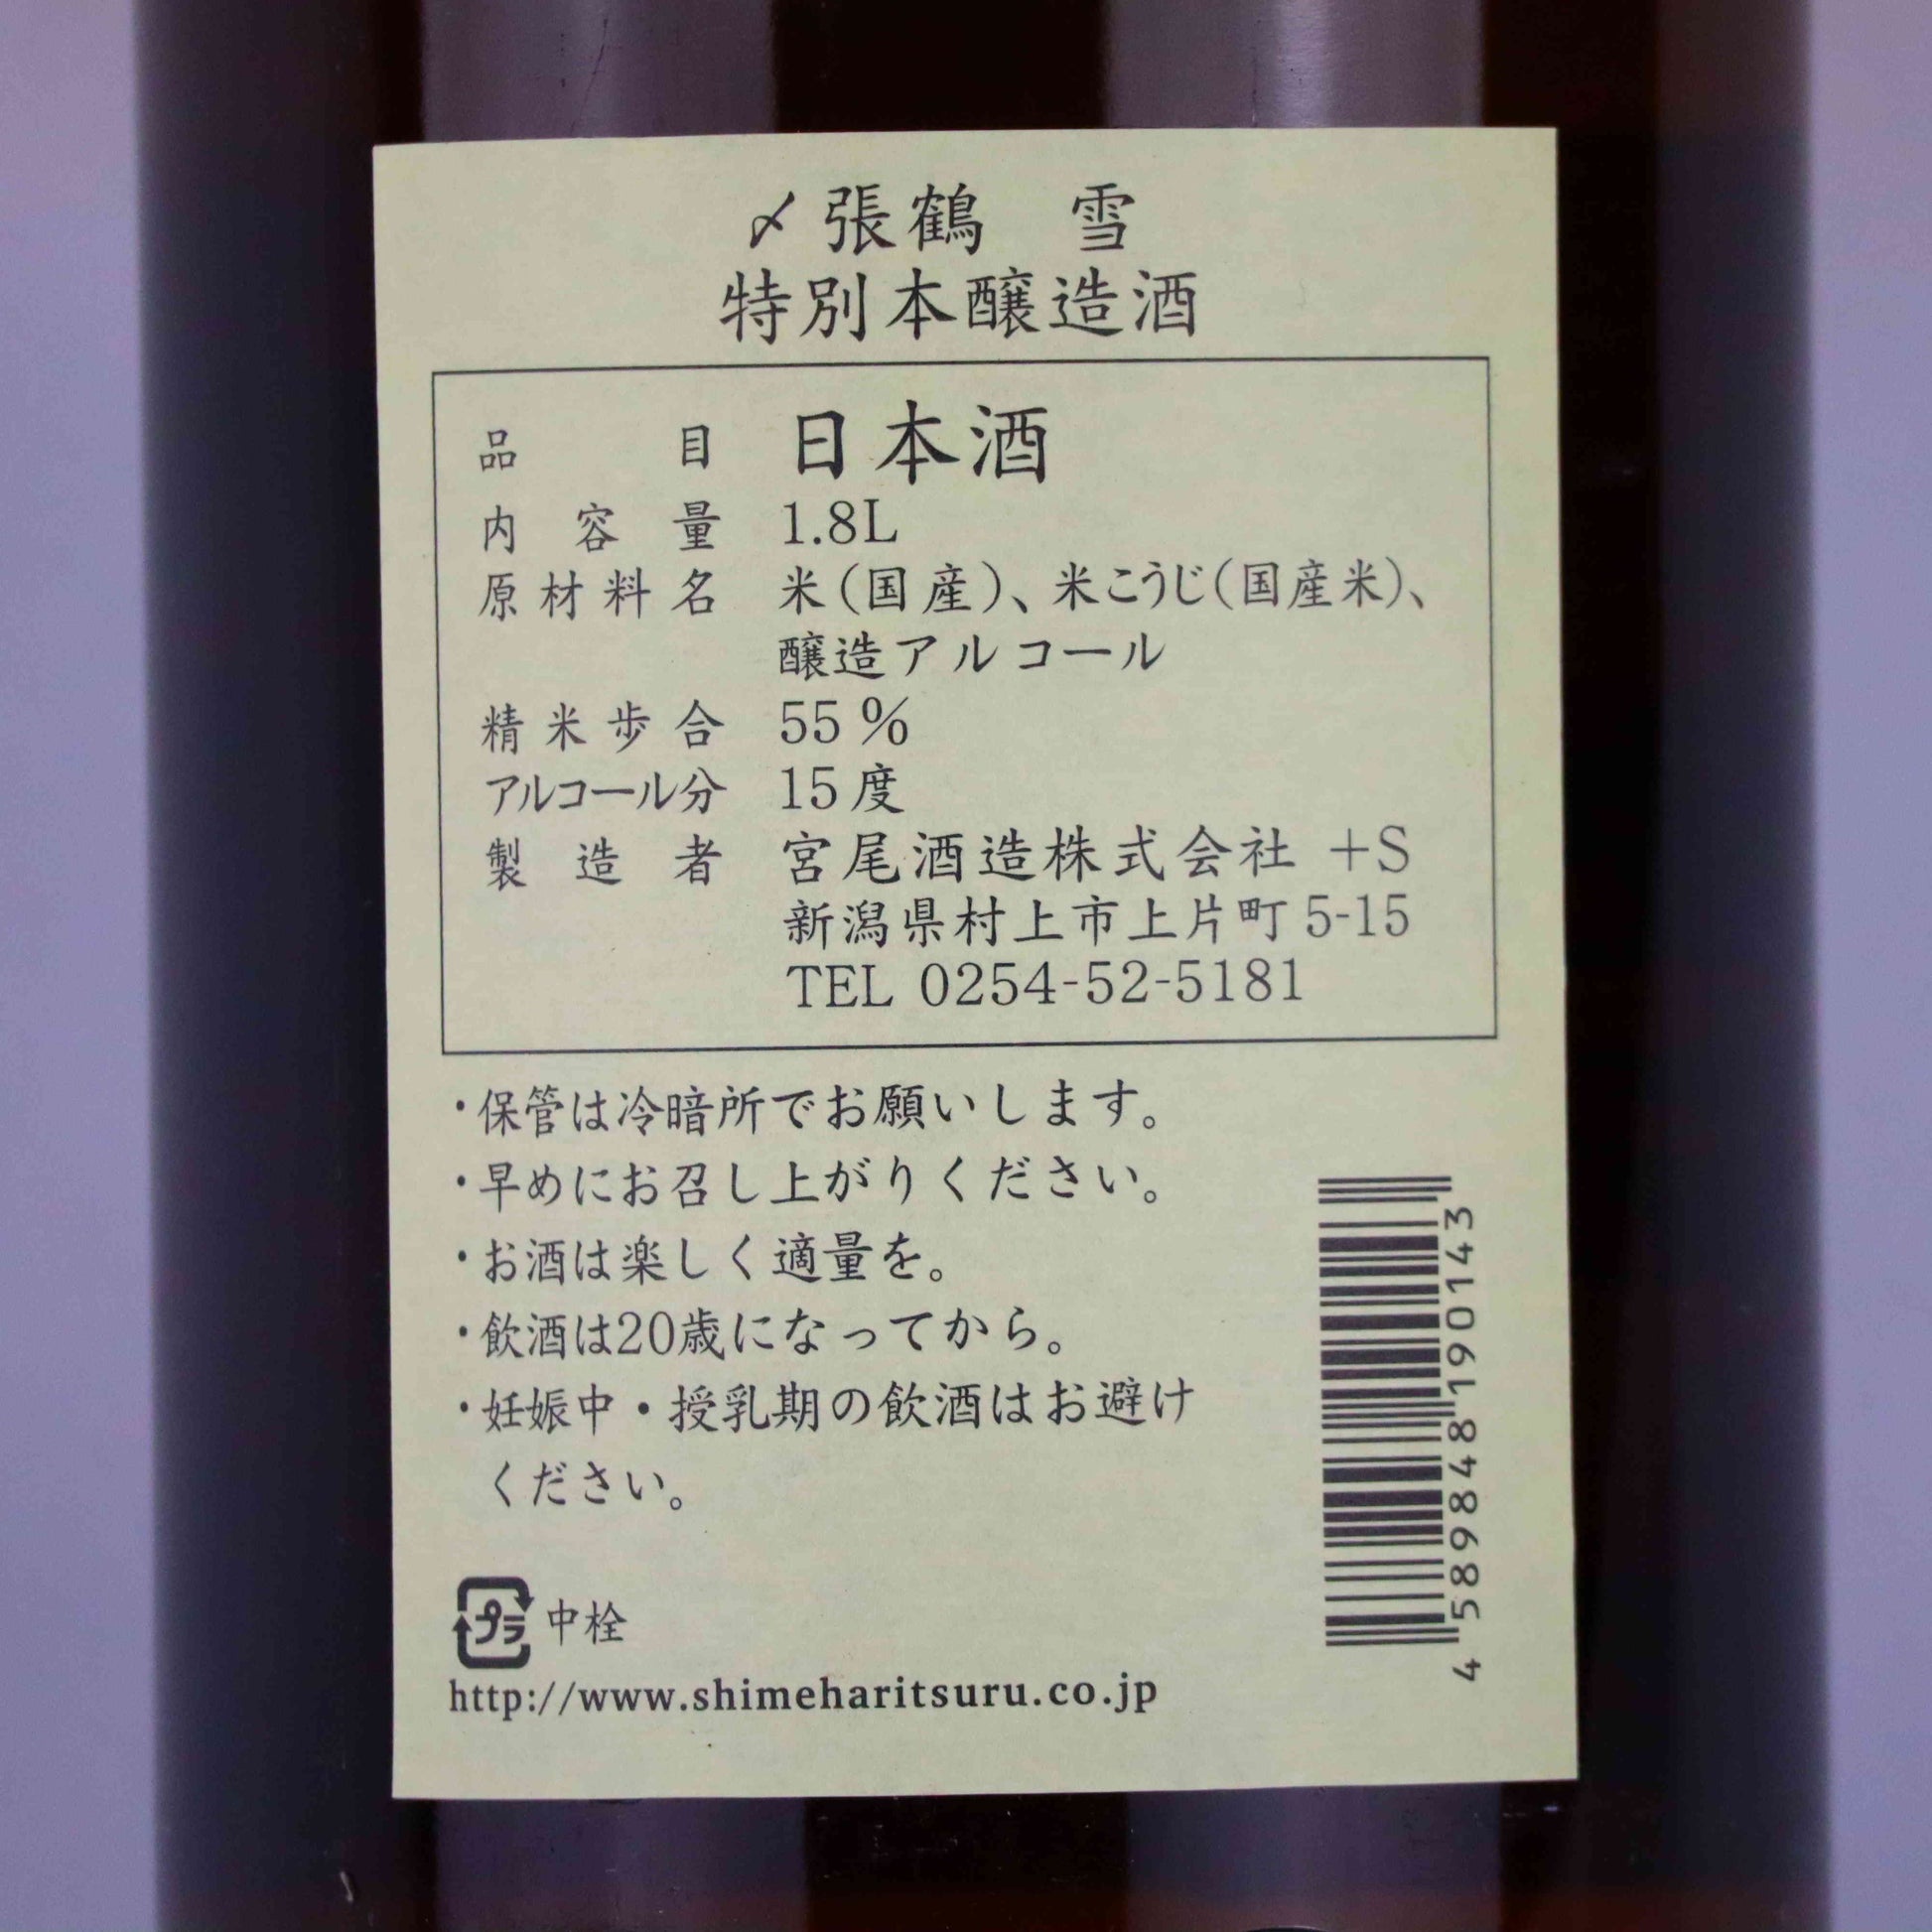 〆張鶴 雪
特別本醸造酒
品目 日本酒
内容量 1.8L
原材料名 米(国産)、米こうじ(国産米)、
醸造アルコール
精米歩合 55%
アルコール分 15度
製造者 宮尾酒造株式会社 +S
新潟県村上市上片町5-15
TEL 0254-52-5181
・保管は冷暗所でお願いします。
・早めにお召し上がりください。
・お酒は楽しく適量を。
・飲酒は20歳になってから。
・妊娠中・授乳期の飲酒はお避け
ください。
プラ 中栓
http://www.shimeharitsuru.co.jp
4589848190143